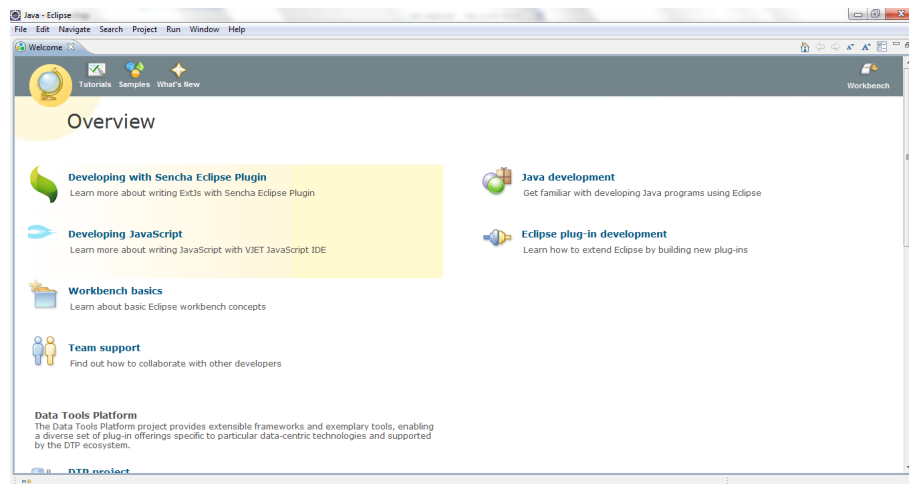 Java - Eclipse
File Edit Navigate Search Project Run Window Help
Welcome
Tutorials Samples What's New
Workbench
Overview
Developing with Sencha Eclipse Plugin
Learn more about writing ExtJs with Sencha Eclipse Plugin
Java development
Get familiar with developing Java programs using Eclipse
Developing JavaScript
Learn more about writing JavaScript with VJET JavaScript IDE
Eclipse plug-in development
Learn how to extend Eclipse by building new plug-ins
Workbench basics
Learn about basic Eclipse workbench concepts
Team support
Find out how to collaborate with other developers
Data Tools Platform
The Data Tools Platform project provides extensible frameworks and exemplary tools, enabling
a diverse set of plug-in offerings specific to particular data-centric technologies and supported
by the DTP ecosystem.
DTP project